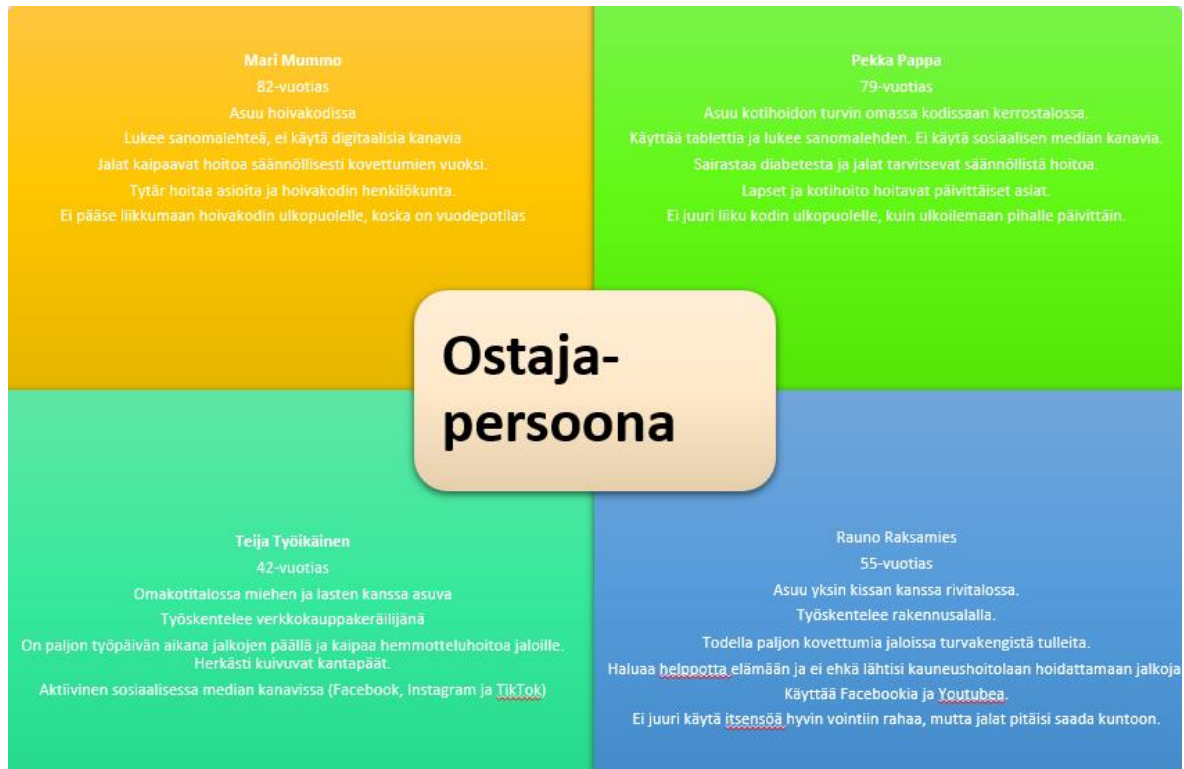 Mari Mummo
82-vuotias
Asuu hoivakodissa
Lukee sanomalehteä, ei käytä digitaalisia kanavia
Jalat kaipaavat hoitoa säännöllisesti kovettumien vuoksi.
Tytär hoitaa asioita ja hoivakodin henkilökunta.
Ei pääse liikkumaan hoivakodin ulkopuolelle, koska on vuodepotilas
Pekka Pappa
79-vuotias
Asuu kotihoidon turvin omassa kodissaan kerrostalossa.
Käyttää tablettia ja lukee sanomalehden. Ei käytä sosiaalisen median kanavia.
Sairastaa diabetesta ja jalat tarvitsevat säännöllistä hoitoa.
Lapset ja kotihoito hoitavat päivittäiset asiat.
Ei juuri liiku kodin ulkopuolelle, kuin ulkoilemaan pihalle päivittäin.
Ostaja-
persoona
Teija Työikäinen
42-vuotias
Omakotitalossa miehen ja lasten kanssa asuva
Työskentelee verkkokauppakeräilijänä
On paljon työpäivän aikana jalkojen päällä ja kaipaa hemmotteluhoitoa jaloille.
Herkästi kuivuvat kantapäät.
Aktiivinen sosiaalisessa median kanavissa (Facebook, Instagram ja TikTok)
Rauno Raksamies
55-vuotias
Asuu yksin kissan kanssa rivitalossa.
Työskentelee rakennusalalla.
Todella paljon kovettumia jaloissa turvakengistä tulleita.
Haluaa helppotta elämään ja ei ehkä lähtisi kauneushoitolaan hoidattamaan jalkoja
Käyttää Facebookia ja Youtubea.
Ei juuri käytä itsensöä hyvin vointiin rahaa, mutta jalat pitäisi saada kuntoon.